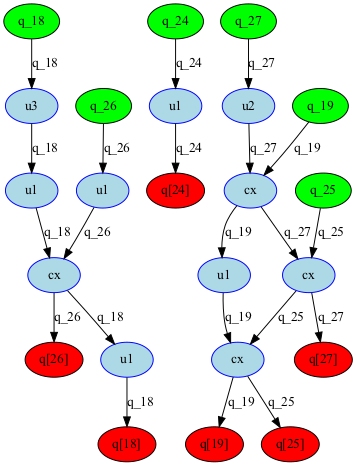 q_18
q_24
q_27
q_18
q_24
q_27
u3
q_26
u1
u2
q_19
q_18
q_26
q_24
q_27
q_19
u1
u1
q[24]
cx
q_25
q_18
q_26
q_19
q_27
q_25
cx
u1
cx
q_26
q_18
q_19
q_25
q_27
q[26]
u1
cx
q[27]
q_18
q_19
q_25
q[18]
q[19]
q[25]